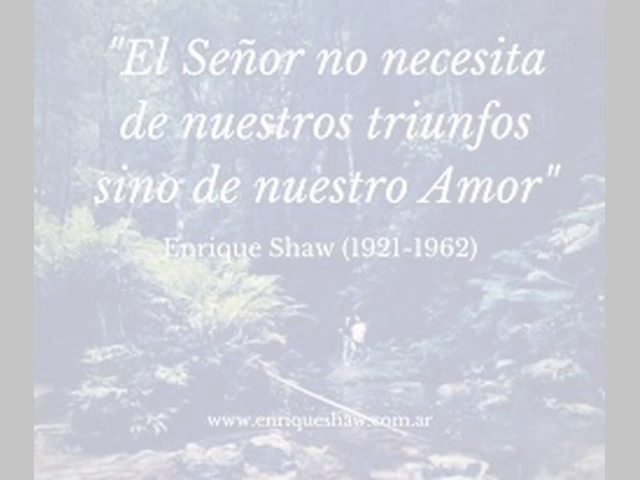 "El Señor no necesita
de nuestros triunfos
sino de nuestro Amor"
Enrique Shaw (1921-1962)
www.enriqueshaw.com.ar